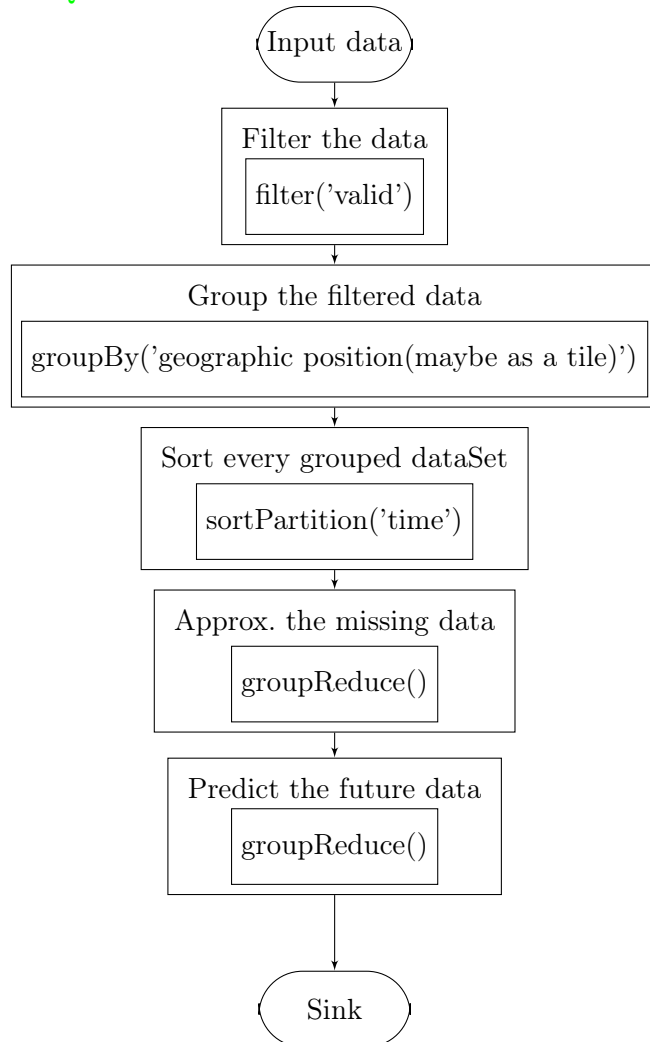 Input data
Filter the data
filter('valid')
Group the filtered data
groupBy('geographic position(maybe as a tile)')
Sort every grouped dataSet
sortPartition('time')
Approx. the missing data
groupReduce()
Predict the future data
groupReduce()
Sink